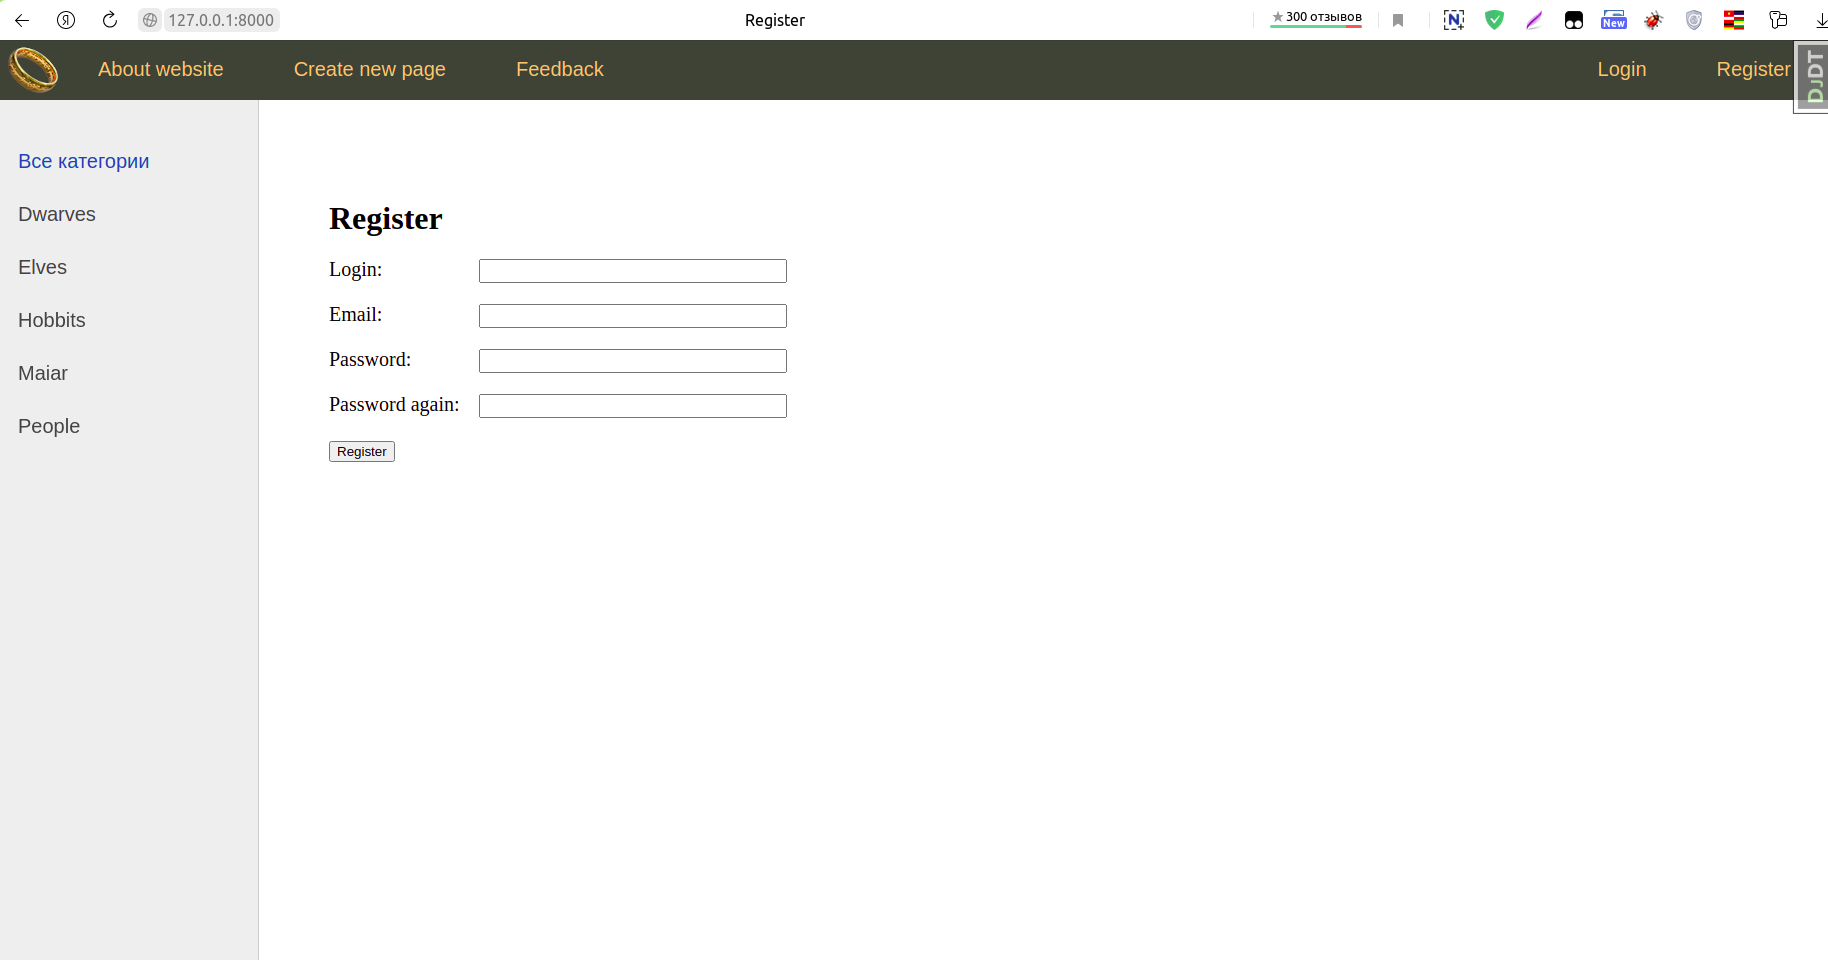 Я
127.0.0.1:8000
Register
300 отзывов
N
New
About website
Create new page
Feedback
Login
Register
DJDT
Все категории
Dwarves
Elves
Hobbits
Maiar
People
Register
Login:
Email:
Password:
Password again:
Register